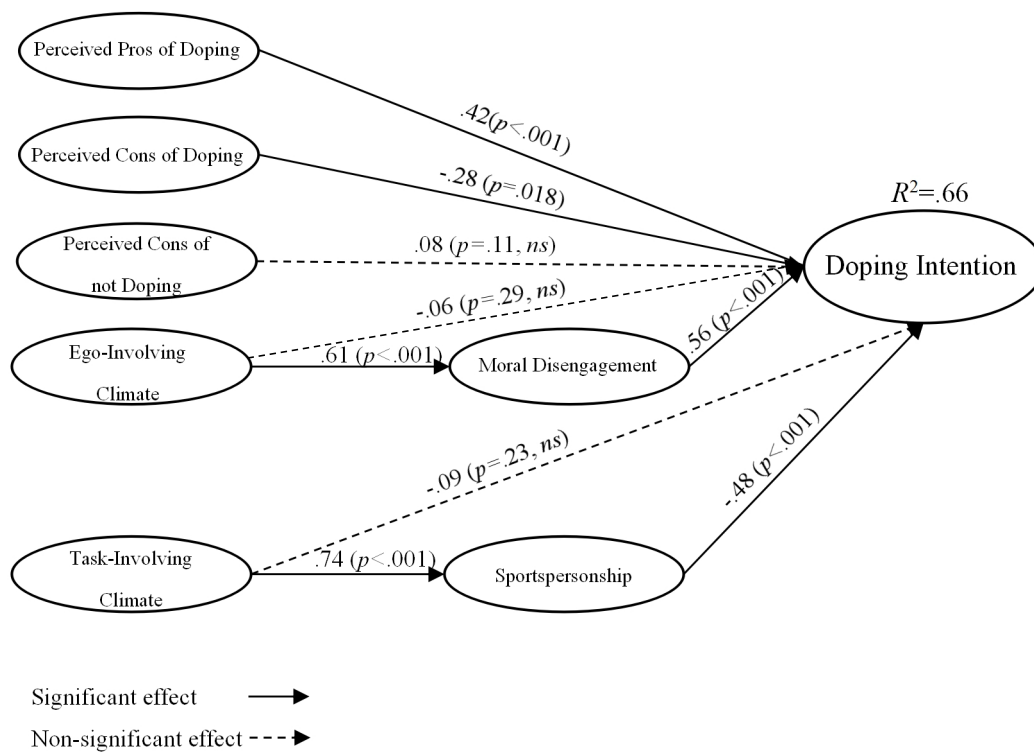 Perceived Pros of Doping
.42(p<.001)
Perceived Cons of Doping
-.28 (p=.018)
R²=.66
Perceived Cons of
not Doping
.08 (p=.11, ns)
Doping Intention
-.06 (p=.29, ns)
Ego-Involving
Climate
.61 (p<.001)
Moral Disengagement
.56 (p<.001)
-.09 (p=.23, ns)
-.48 (p<.001)
Task-Involving
Climate
.74 (p<.001)
Sportspersonship
Significant effect
Non-significant effect